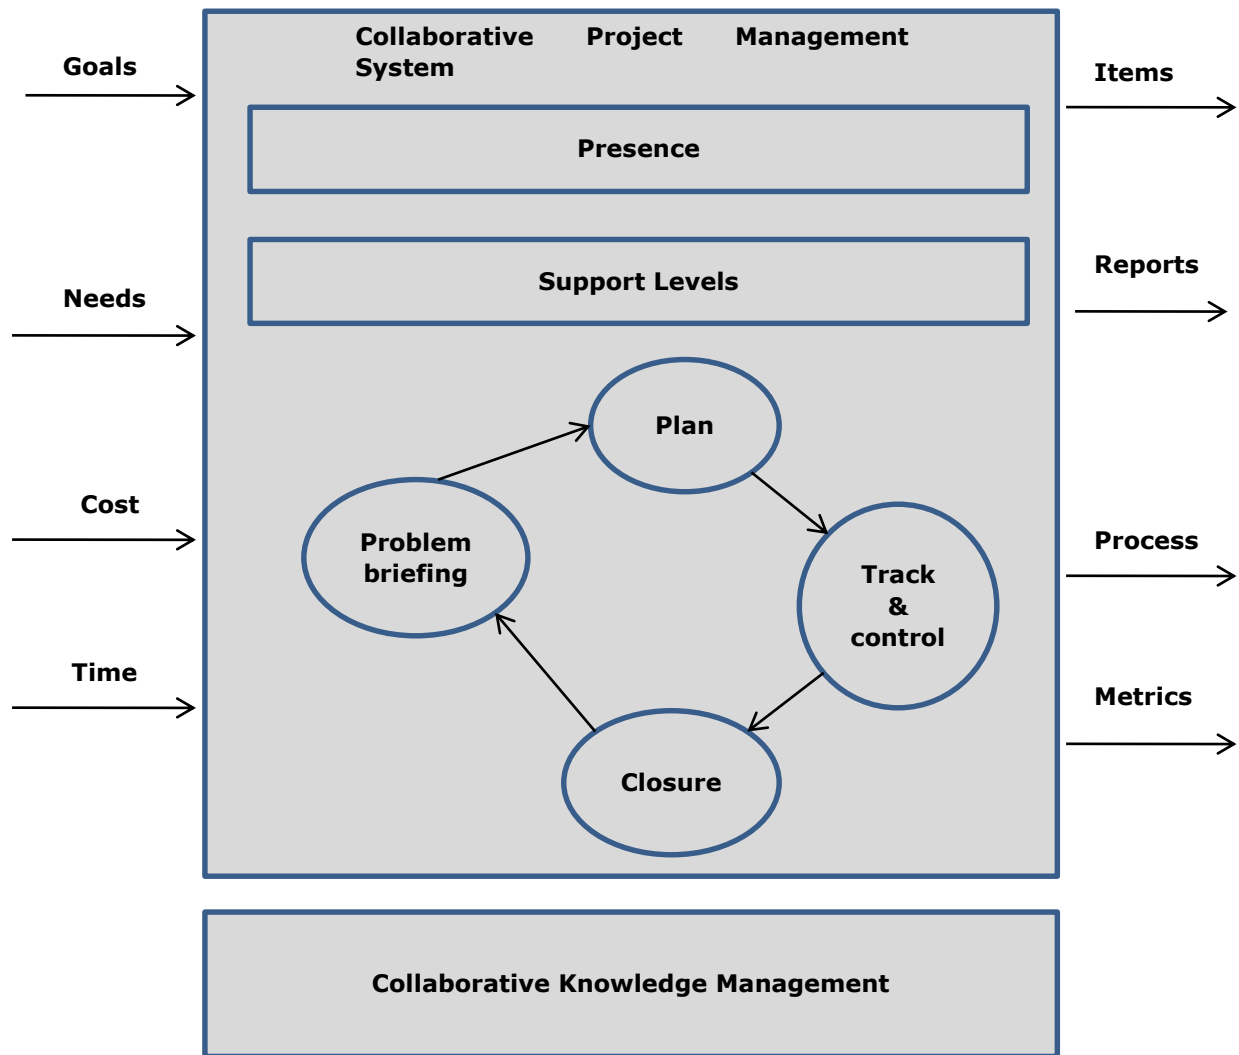 Collaborative Project Management
System
Goals
Items
Presence
Needs
Support Levels
Reports
Plan
Cost
Problem
briefing
Process
Track
&
control
Time
Metrics
Closure
Collaborative Knowledge Management